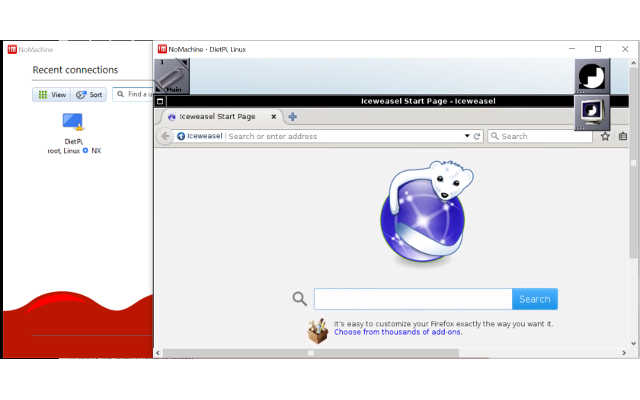 NoMachine
Recent connections
View
Sort
Find a
DietPi,
root, Linux NX
NoMachine - DietPi, Linux
1
Main
Iceweasel Start Page - Iceweasel
Iceweasel Start Page
Iceweasel Search or enter address
Search
Search
It's easy to customize your Firefox exactly the way you want it.
Choose from thousands of add-ons.